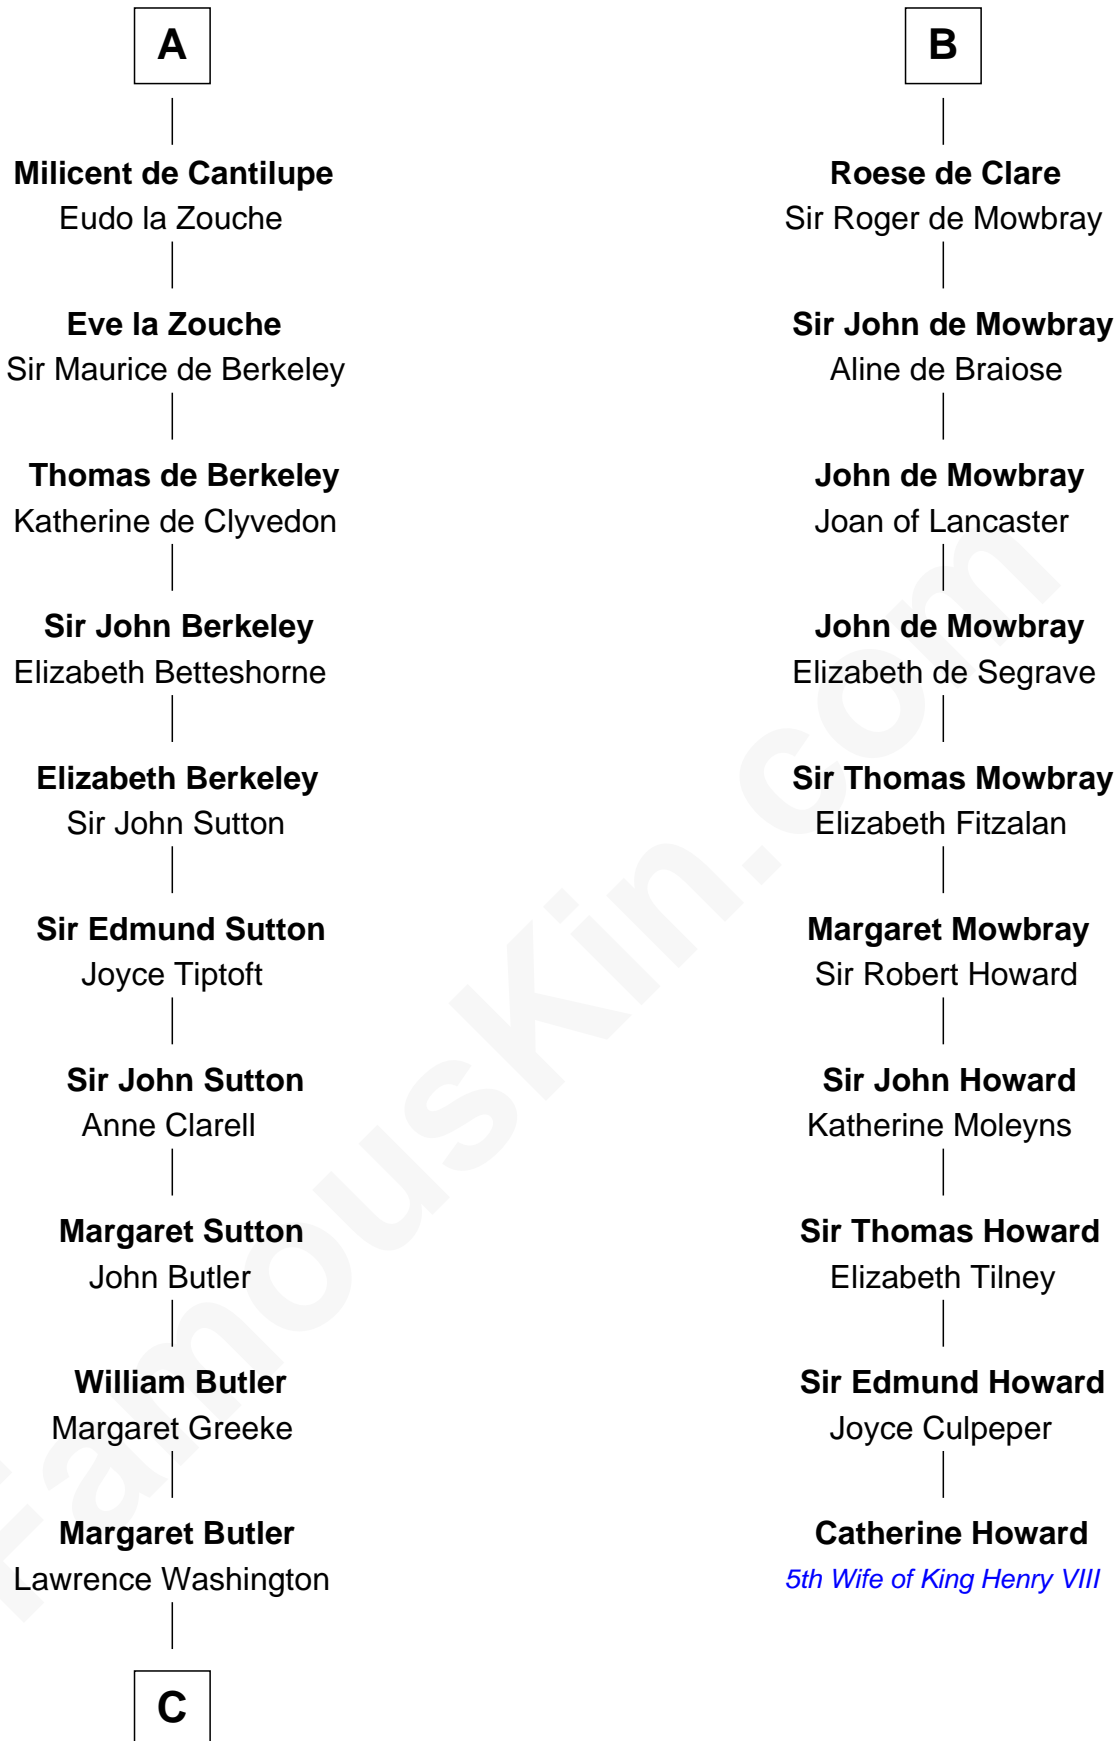 A
Milicent de Cantilupe
Eudo la Zouche
Eve la Zouche
Sir Maurice de Berkeley
Thomas de Berkeley
Katherine de Clyvedon
Sir John Berkeley
Elizabeth Betteshorne
Elizabeth Berkeley
Sir John Sutton
Sir Edmund Sutton
Joyce Tiptoft
Sir John Sutton
Anne Clarell
Margaret Sutton
John Butler
William Butler
Margaret Greeke
Margaret Butler
Lawrence Washington
C
B
Roese de Clare
Sir Roger de Mowbray
Sir John de Mowbray
Aline de Braiose
John de Mowbray
Joan of Lancaster
John de Mowbray
Elizabeth de Segrave
Sir Thomas Mowbray
Elizabeth Fitzalan
Margaret Mowbray
Sir Robert Howard
Sir John Howard
Katherine Moleyns
Sir Thomas Howard
Elizabeth Tilney
Sir Edmund Howard
Joyce Culpeper
Catherine Howard
5th Wife of King Henry VIII
FamousKin.com